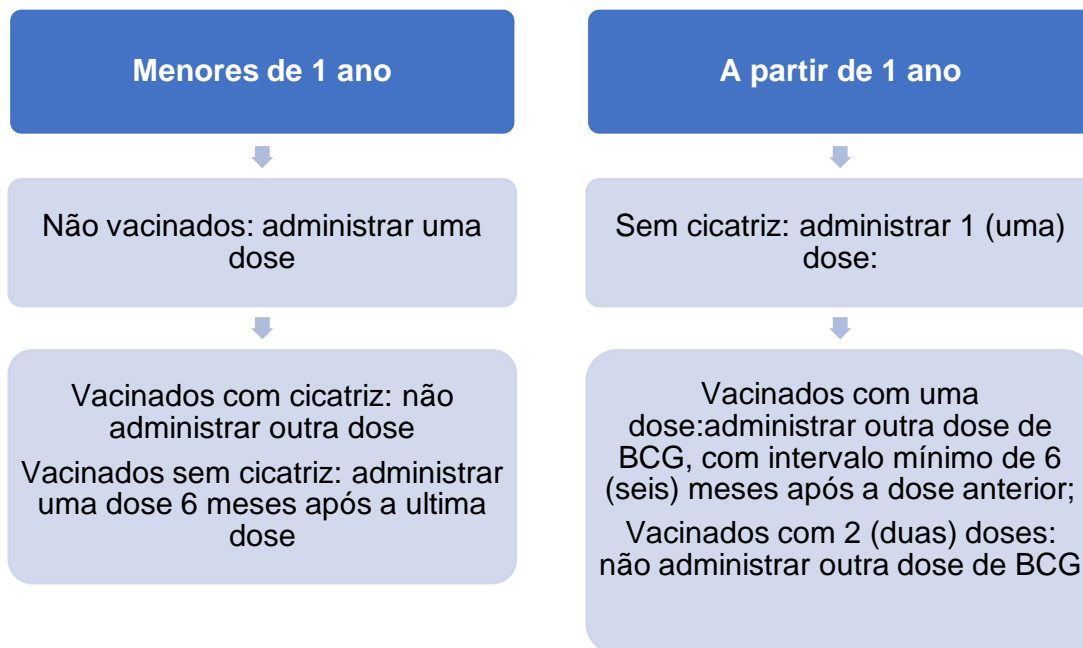 Menores de 1 ano
Não vacinados: administrar uma
dose
Vacinados com cicatriz: não
administrar outra dose
Vacinados sem cicatriz: administrar
uma dose 6 meses após a ultima
dose
A partir de 1 ano
Sem cicatriz: administrar 1 (uma)
dose:
Vacinados com uma
dose:administrar outra dose de
BCG, com intervalo mínimo de 6
(seis) meses após a dose anterior;
Vacinados com 2 (duas) doses:
não administrar outra dose de BCG